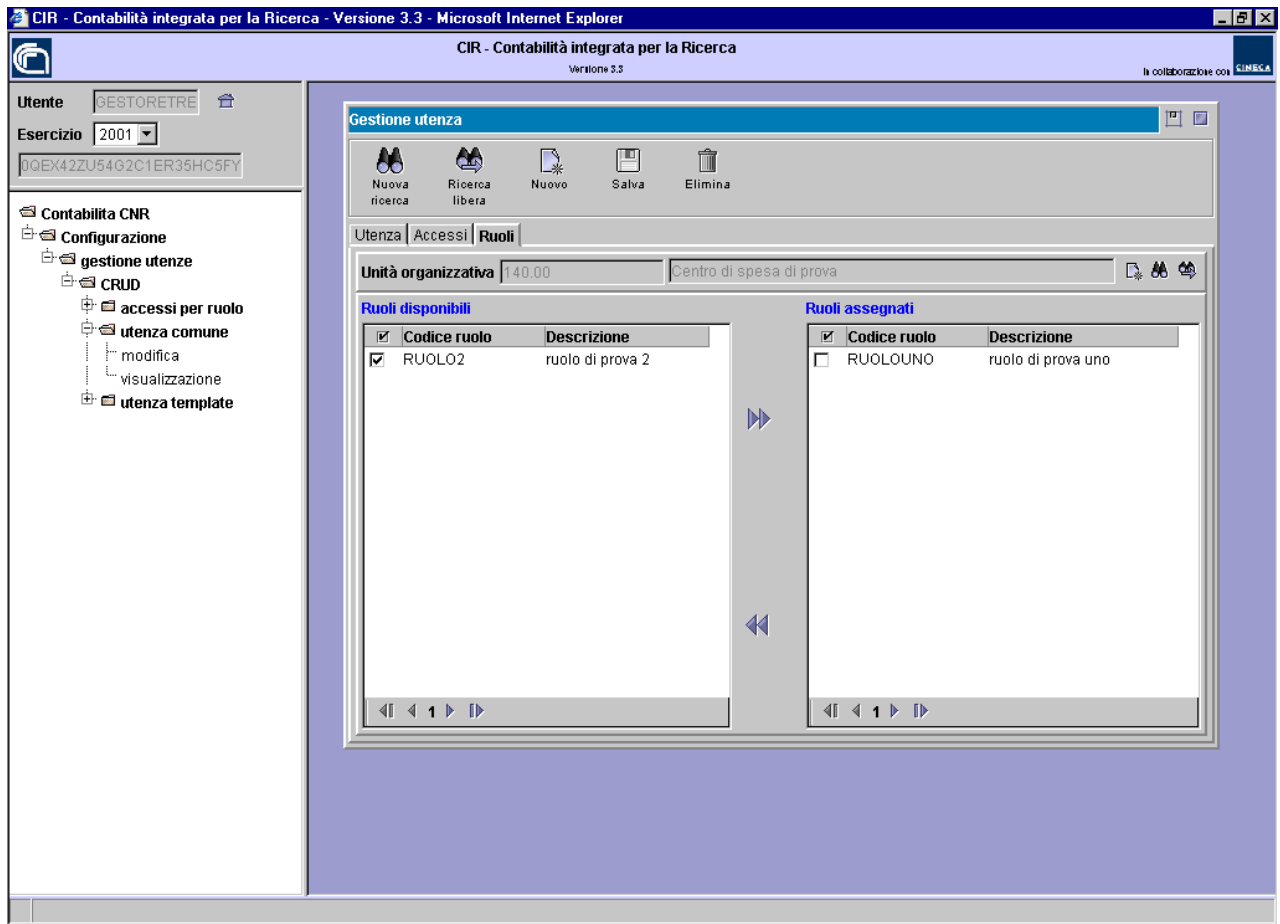 CIR - Contabilità integrata per la Ricerca - Versione 3.3 - Microsoft Internet Explorer
CIR - Contabilità integrata per la Ricerca
Versione 3.3
In collaborazione con CINECA
Utente GESTORETRE
Esercizio 2001
0QEX42ZU54G2C1ER35HC5FY
Contabilita CNR
Configurazione
gestione utenze
CRUD
accessi per ruolo
utenza comune
modifica
visualizzazione
utenza template
Gestione utenza
Nuova ricerca
Ricerca libera
Nuovo
Salva
Elimina
Utenza Accessi Ruoli
Unità organizzativa 140.00 Centro di spesa di prova
Ruoli disponibili
Codice ruolo Descrizione
RUOLO2 ruolo di prova 2
1
Ruoli assegnati
Codice ruolo Descrizione
RUOLOUNO ruolo di prova uno
1